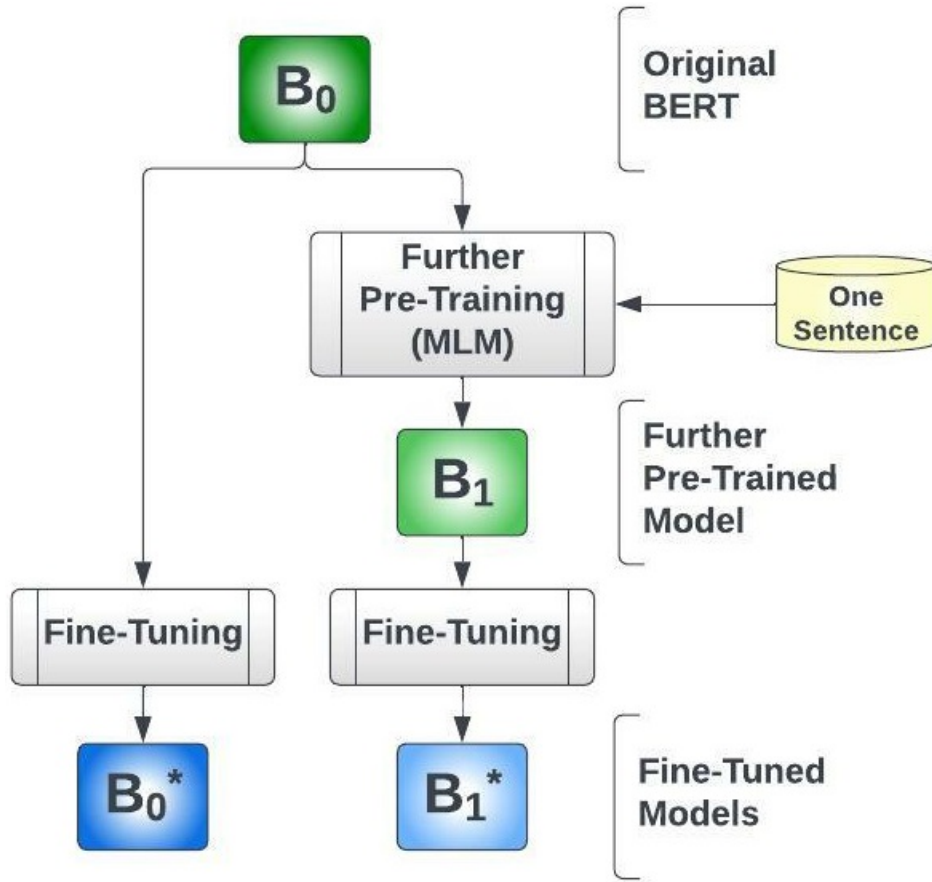 B₀
Original
BERT
Further
Pre-Training
(MLM)
One
Sentence
B₁
Further
Pre-Trained
Model
Fine-Tuning
Fine-Tuning
B₀*
B₁*
Fine-Tuned
Models